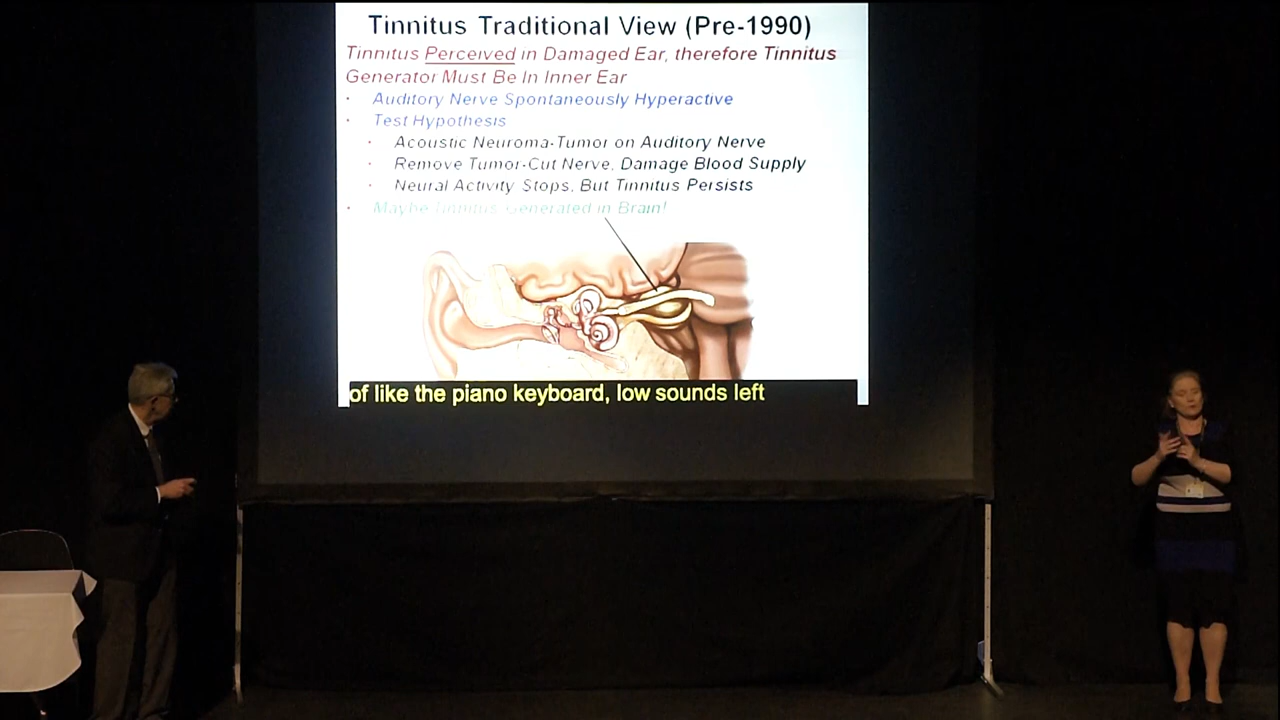 Tinnitus Traditional View (Pre-1990)
Tinnitus Perceived in Damaged Ear, therefore Tinnitus
Generator Must Be In Inner Ear
· Auditory Nerve Spontaneously Hyperactive
· Test Hypothesis
· Acoustic Neuroma-Tumor on Auditory Nerve
· Remove Tumor-Cut Nerve, Damage Blood Supply
· Neural Activity Stops, But Tinnitus Persists
· Maybe Tinnitus Generated in Brain!
of like the piano keyboard, low sounds left